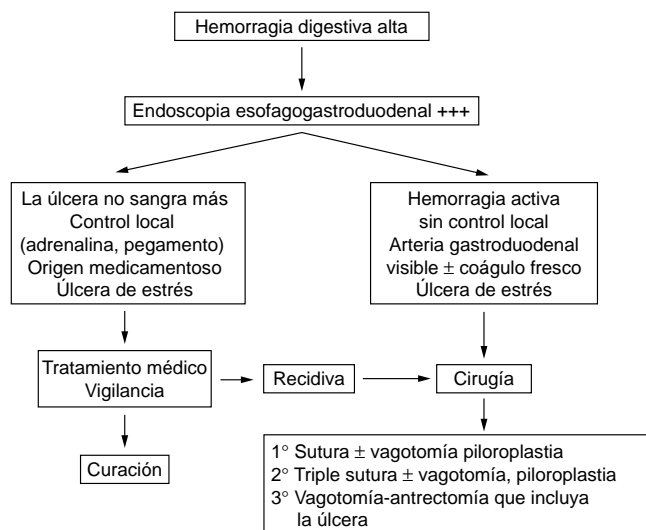 Hemorragia digestiva alta
Endoscopia esofagogastroduodenal +++
La úlcera no sangra más
Control local
(adrenalina, pegamento)
Origen medicamentoso
Úlcera de estrés
Hemorragia activa
sin control local
Arteria gastroduodenal
visible ± coágulo fresco
Úlcera de estrés
Tratamiento médico
Vigilancia
Recidiva
Cirugía
Curación
1° Sutura ± vagotomía piloroplastia
2° Triple sutura ± vagotomía, piloroplastia
3° Vagotomía-antrectomía que incluya
la úlcera